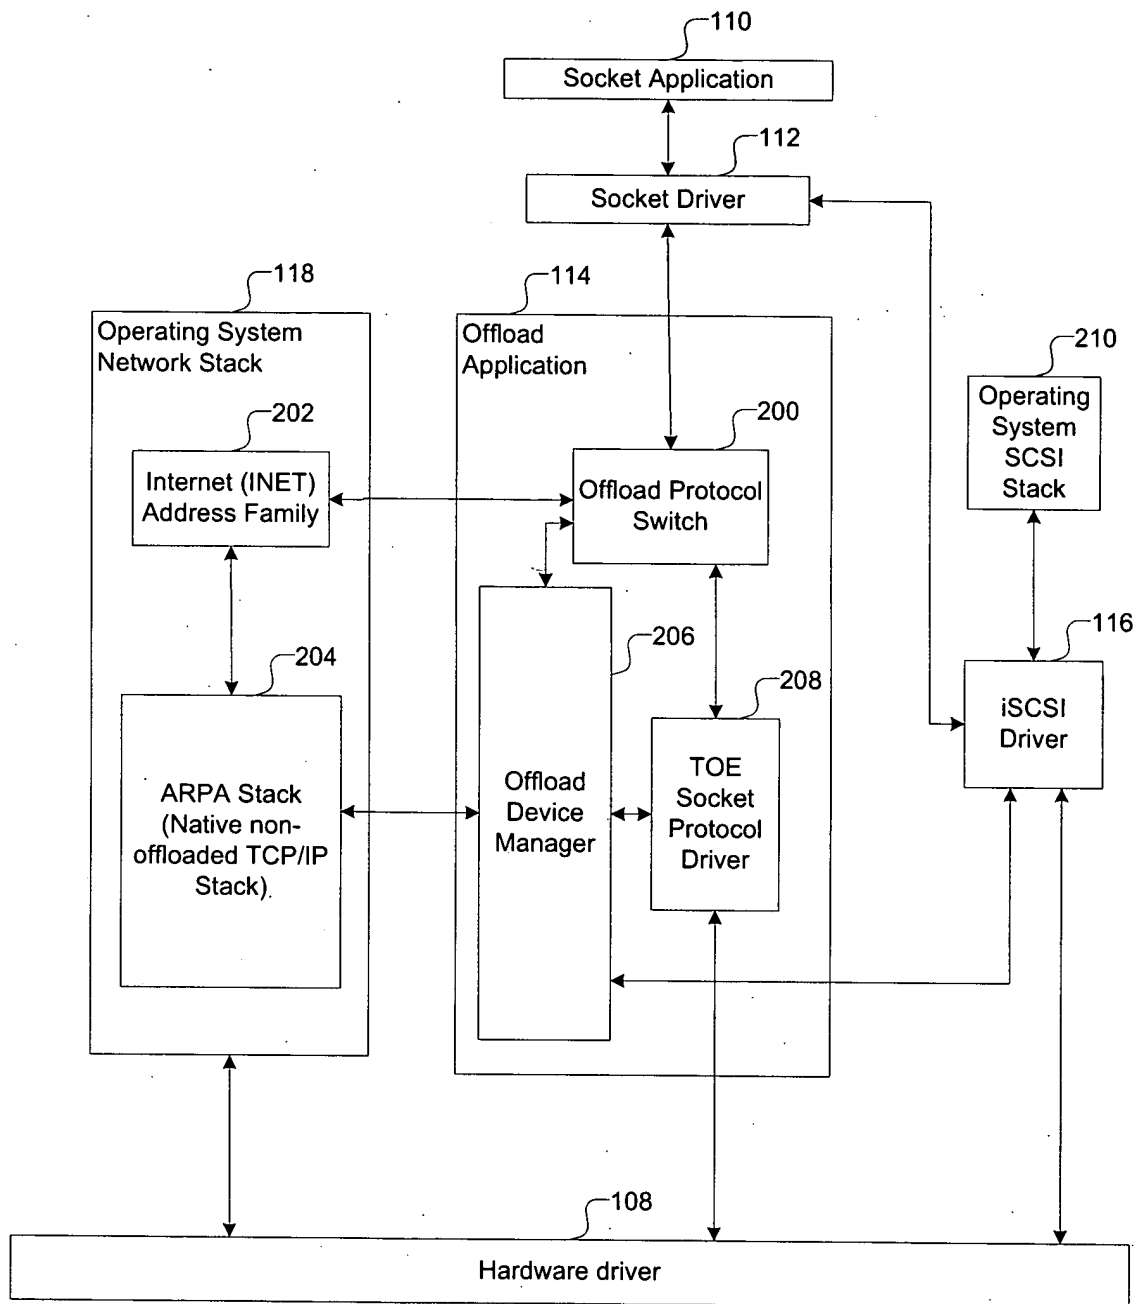 110
Socket Application
112
Socket Driver
118
Operating System
Network Stack
114
Offload
Application
210
Operating
System
SCSI
Stack
202
Internet (INET)
Address Family
200
Offload Protocol
Switch
116
iSCSI
Driver
204
ARPA Stack
(Native non-
offloaded TCP/IP
Stack)
206
Offload
Device
Manager
208
TOE
Socket
Protocol
Driver
108
Hardware driver